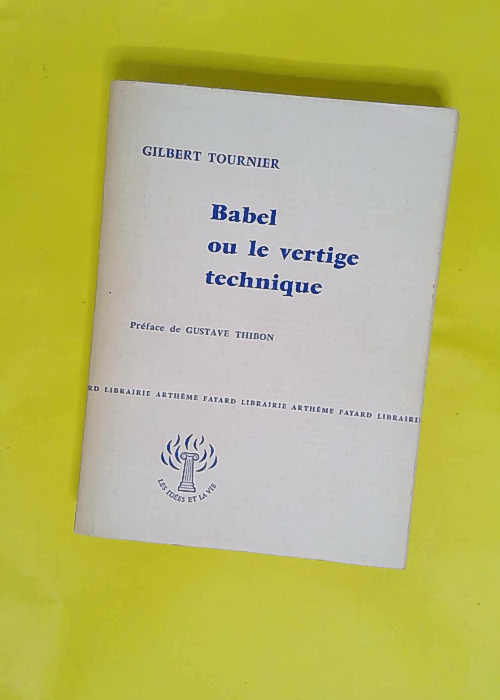 GILBERT TOURNIER
Babel
ou le vertige
technique
Préface de GUSTAVE THIBON
RD LIBRAIRIE ARTHÈME FAYARD LIBRAIRIE ARTHÈME FAYARD LIBRAIRI
LES IDÉES ET LA VIE